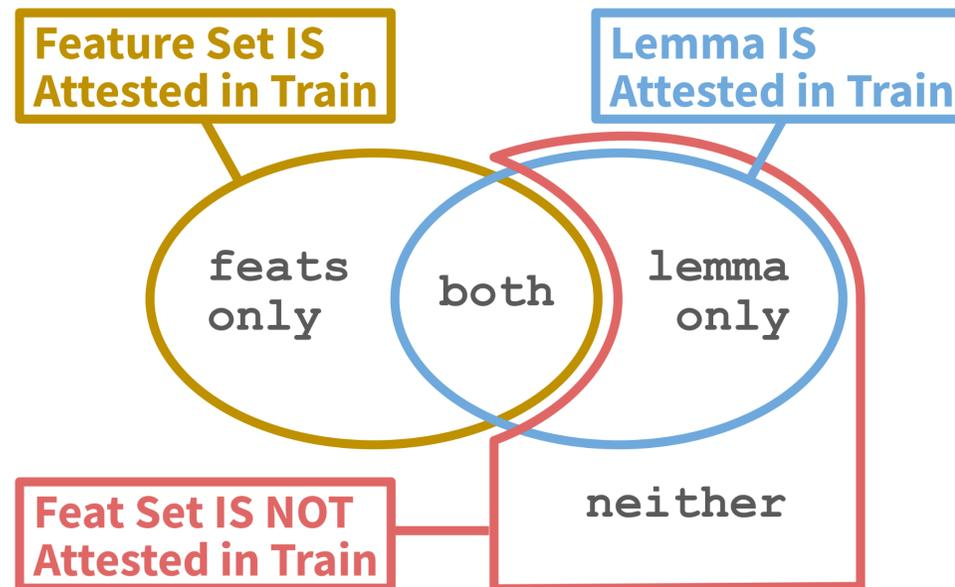 Feature Set IS
Attested in Train
Lemma IS
Attested in Train
feats
only
both
lemma
only
neither
Feat Set IS NOT
Attested in Train